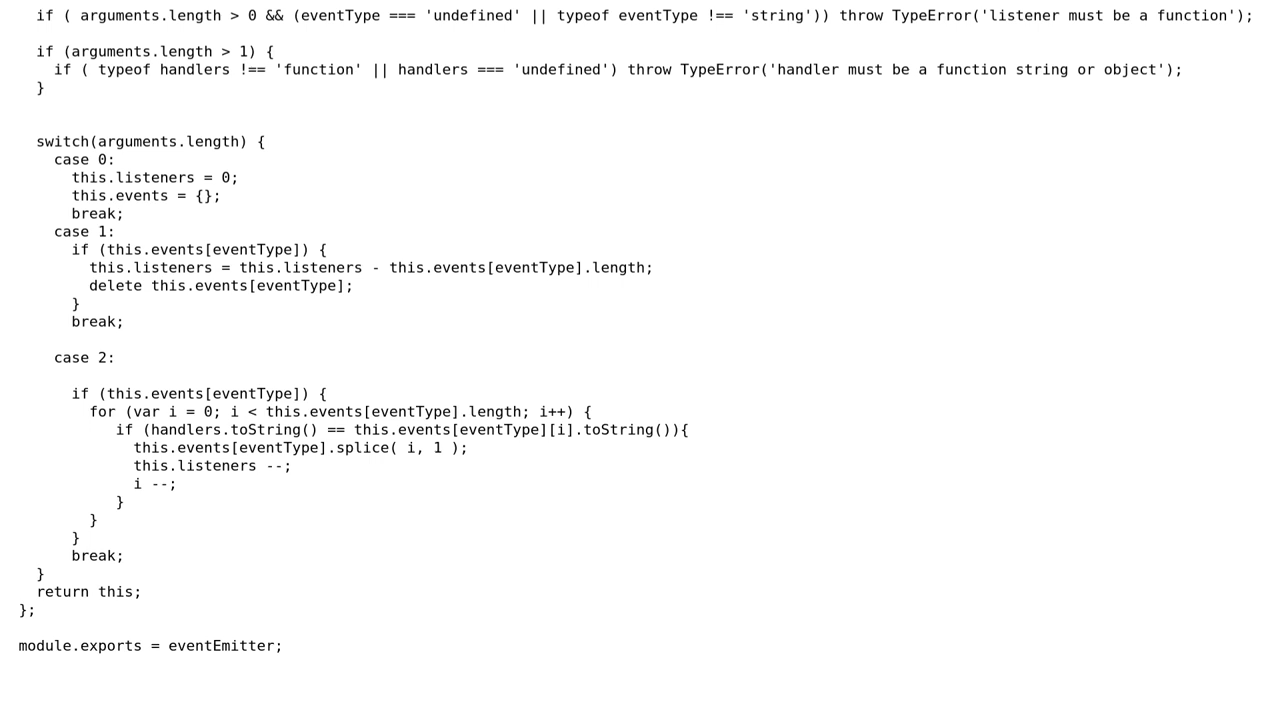 if ( arguments.length > 0 && (eventType === 'undefined' || typeof eventType !== 'string')) throw TypeError('listener must be a function');
if (arguments.length > 1) {
if ( typeof handlers !== 'function' || handlers === 'undefined') throw TypeError('handler must be a function string or object');
}
switch(arguments.length) {
case 0:
this.listeners = 0;
this.events = {};
break;
case 1:
if (this.events[eventType]) {
this.listeners = this.listeners - this.events[eventType].length;
delete this.events[eventType];
}
break;
case 2:
if (this.events[eventType]) {
for (var i = 0; i < this.events[eventType].length; i++) {
if (handlers.toString() == this.events[eventType][i].toString()){
this.events[eventType].splice( i, 1 );
this.listeners --;
i --;
}
}
}
break;
}
return this;
};
module.exports = eventEmitter;